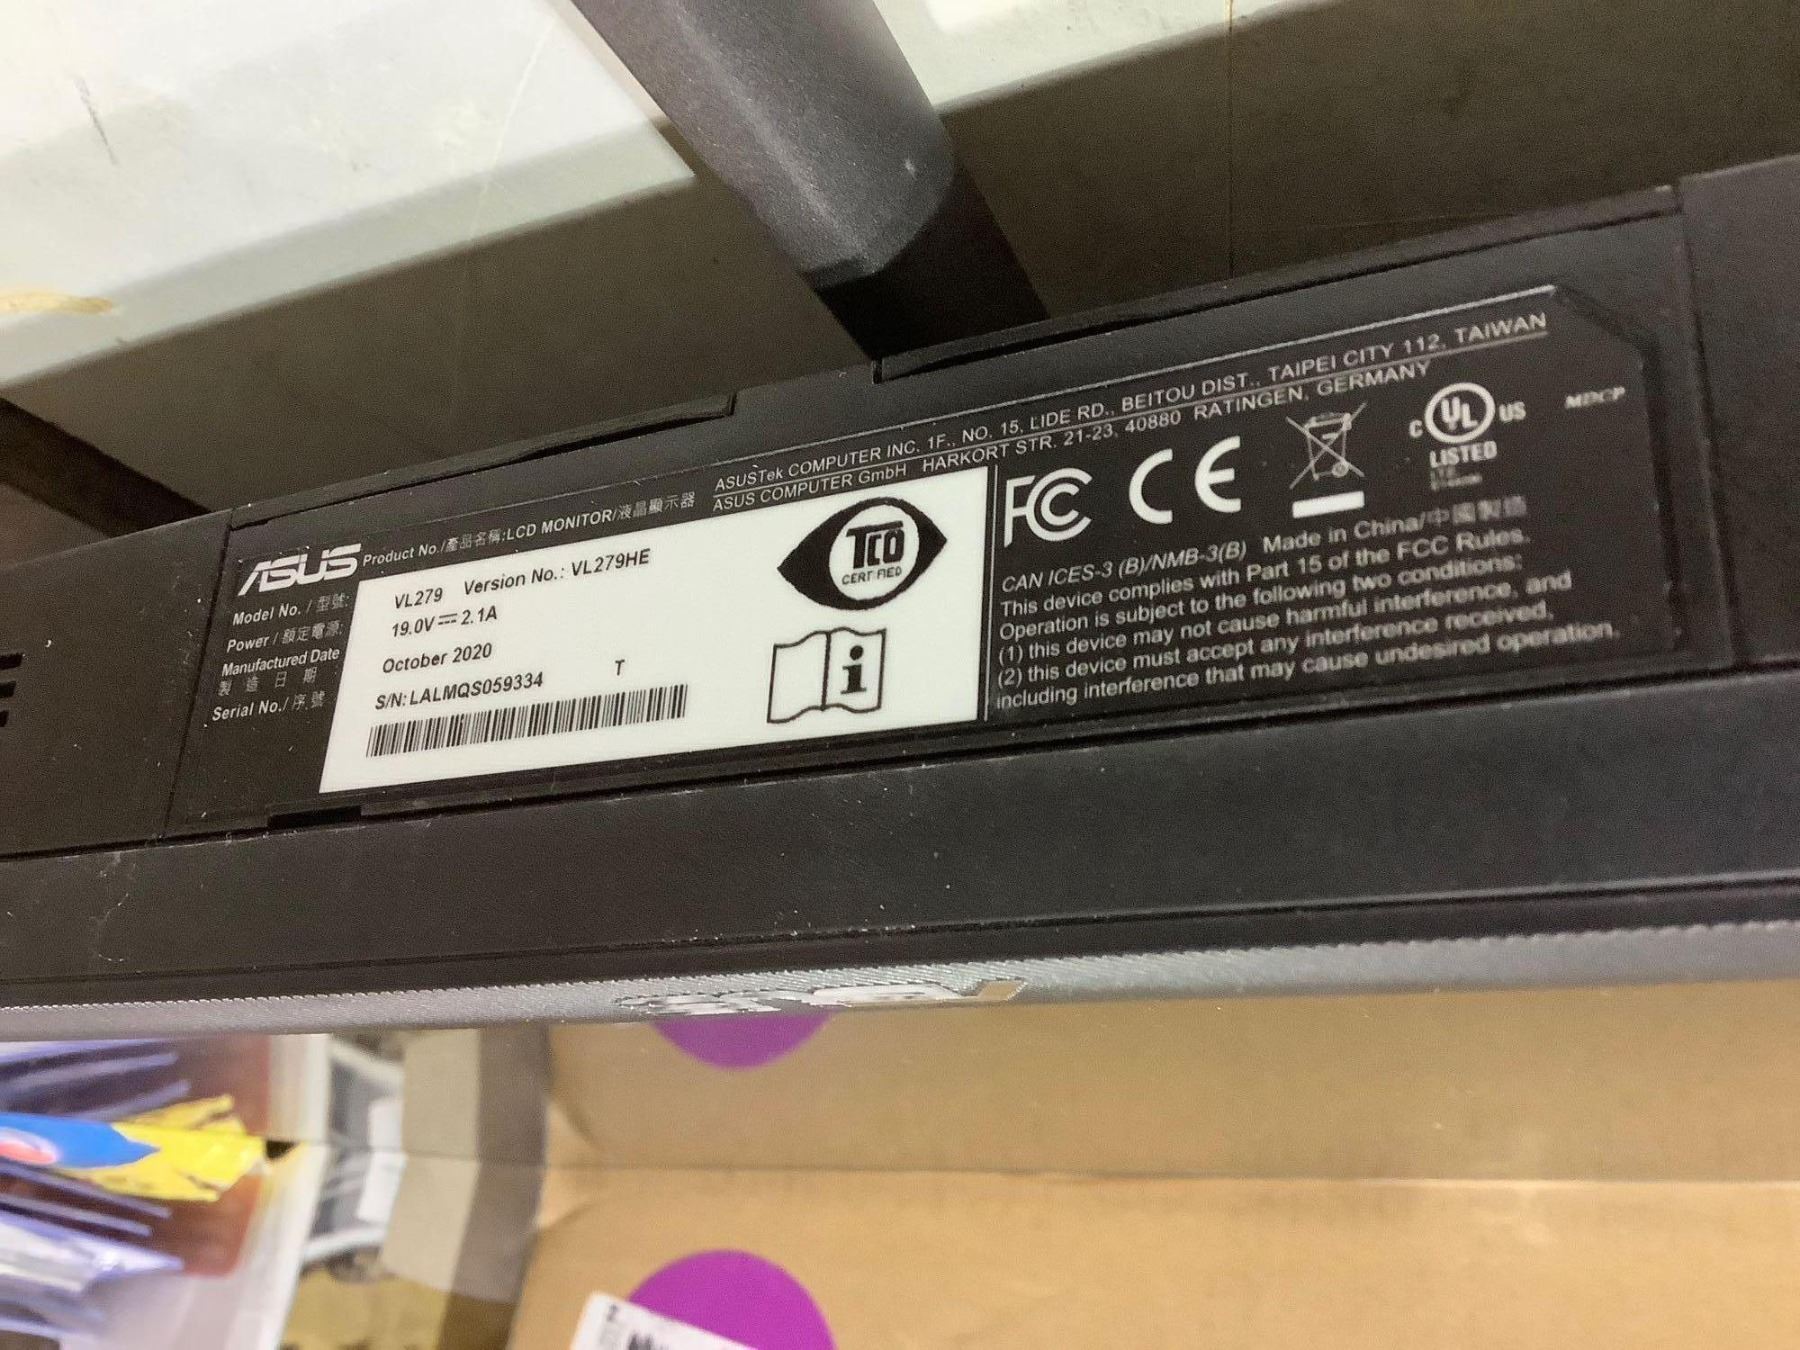 ASUSTek COMPUTER INC. 1F., NO. 15, LIDE RD., BEITOU DIST., TAIPEI CITY 112, TAIWAN
ASUS COMPUTER GmbH HARKORT STR. 21-23, 40880 RATINGEN, GERMANY
ASUS Product No./產品名稱:LCD MONITOR/液晶顯示器
Model No. / 型號: VL279 Version No.: VL279HE
Power / 額定電源: 19.0V⎓2.1A
Manufactured Date
製 造 日 期 October 2020
Serial No./ 序 號 S/N: LALMQS059334 T
TCO
CERTIFIED
i
FC CE
c UL US
LISTED
CAN ICES-3 (B)/NMB-3(B) Made in China/中國製造
This device complies with Part 15 of the FCC Rules.
Operation is subject to the following two conditions:
(1) this device may not cause harmful interference, and
(2) this device must accept any interference received,
including interference that may cause undesired operation.